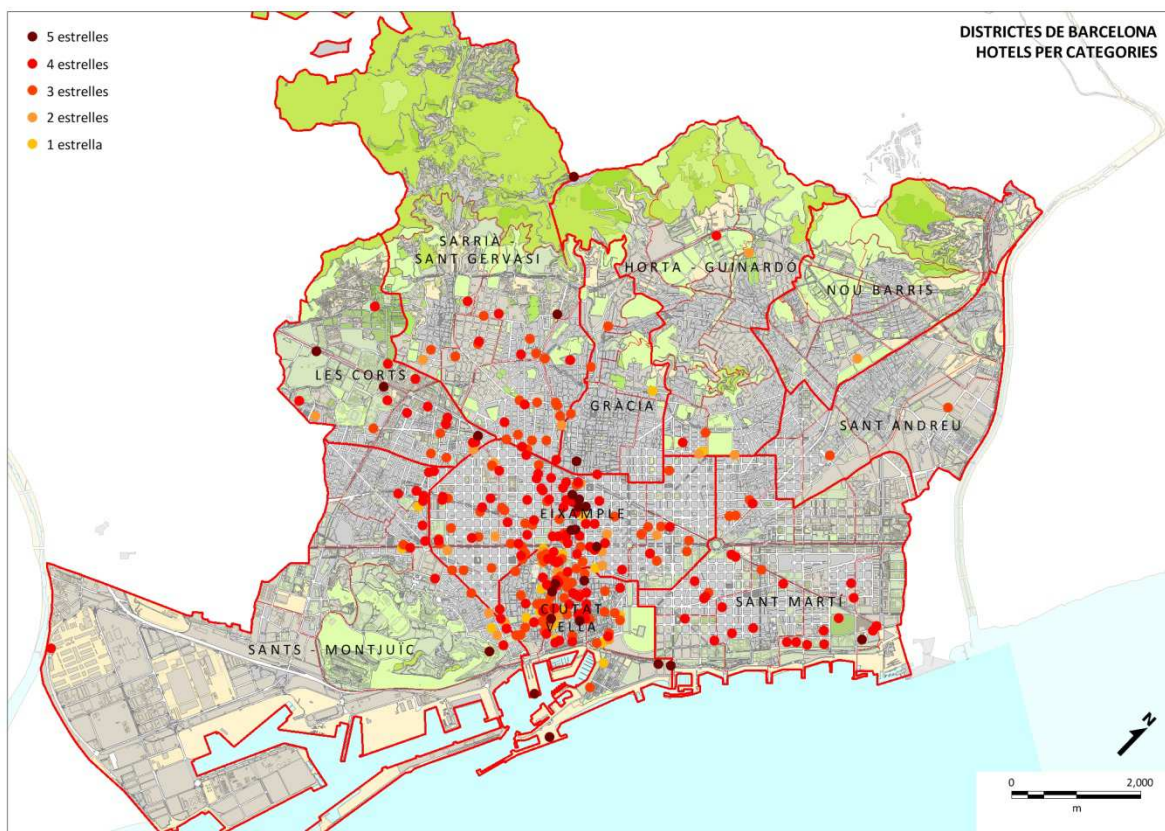 DISTRICTES DE BARCELONA
HOTELS PER CATEGORIES
5 estrelles
4 estrelles
3 estrelles
2 estrelles
1 estrella
SARRIÀ -
SANT GERVASI
HORTA - GUINARDÓ
NOU BARRIS
LES CORTS
GRÀCIA
SANT ANDREU
EIXAMPLE
SANT MARTÍ
CIUTAT
VELLA
SANTS - MONTJUÏC
N
0 2,000
m